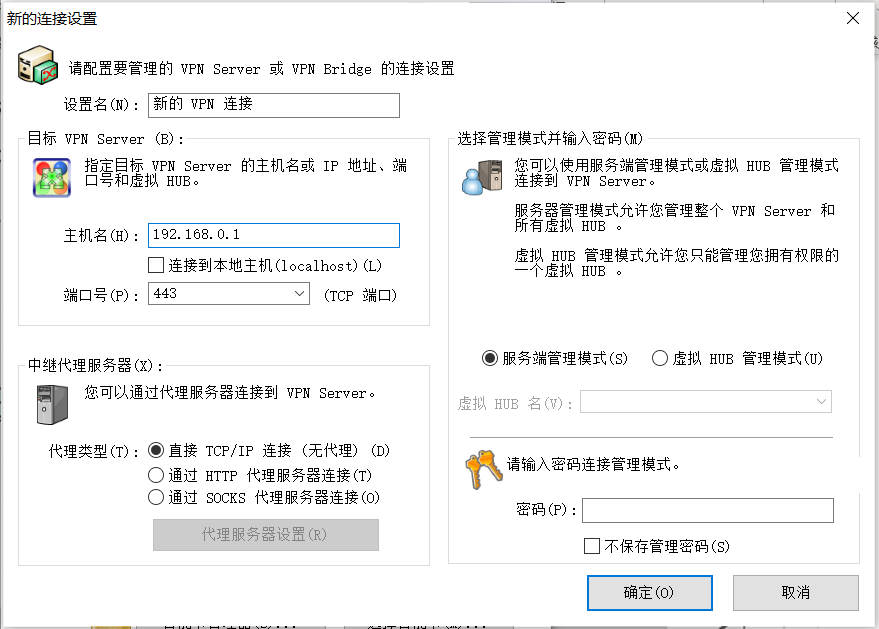 新的连接设置
请配置要管理的 VPN Server 或 VPN Bridge 的连接设置
设置名(N):
新的 VPN 连接
目标 VPN Server (B):
指定目标 VPN Server 的主机名或 IP 地址、端
口号和虚拟 HUB。
主机名(H):
192.168.0.1
连接到本地主机(localhost)(L)
端口号(P):
443
(TCP 端口)
中继代理服务器(X):
您可以通过代理服务器连接到 VPN Server。
代理类型(T):
直接 TCP/IP 连接 (无代理) (D)
通过 HTTP 代理服务器连接(T)
通过 SOCKS 代理服务器连接(O)
代理服务器设置(R)
选择管理模式并输入密码(M)
您可以使用服务端管理模式或虚拟 HUB 管理模式
连接到 VPN Server。
服务器管理模式允许您管理整个 VPN Server 和
所有虚拟 HUB 。
虚拟 HUB 管理模式允许您只能管理您拥有权限的
一个虚拟 HUB 。
服务端管理模式(S)
虚拟 HUB 管理模式(U)
虚拟 HUB 名(V):
请输入密码连接管理模式。
密码(P):
不保存管理密码(S)
确定(O)
取消